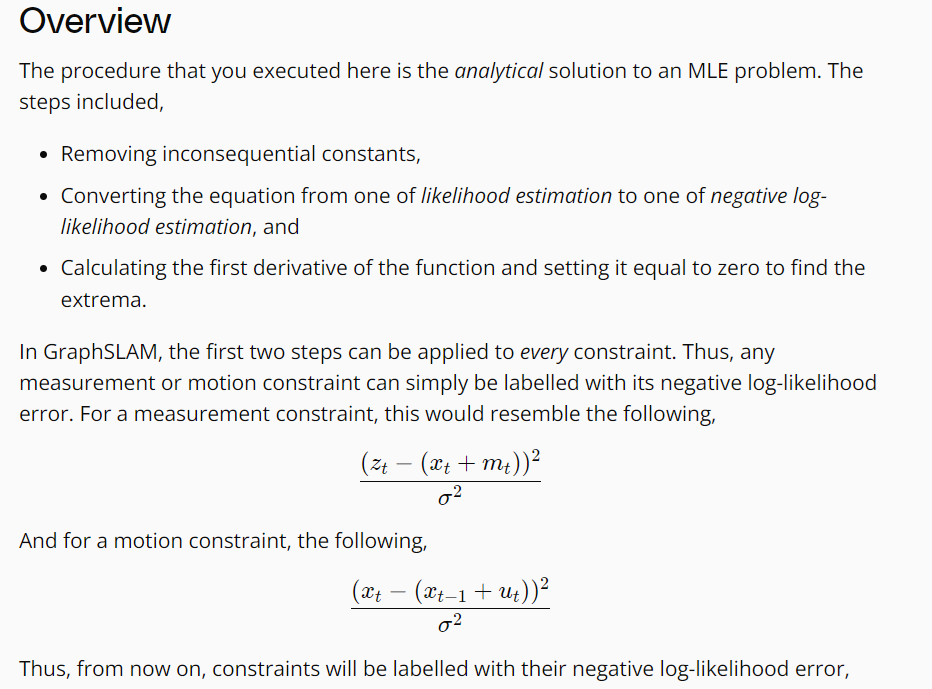 Overview
The procedure that you executed here is the analytical solution to an MLE problem. The
steps included,
• Removing inconsequential constants,
• Converting the equation from one of likelihood estimation to one of negative log-
likelihood estimation, and
• Calculating the first derivative of the function and setting it equal to zero to find the
extrema.
In GraphSLAM, the first two steps can be applied to every constraint. Thus, any
measurement or motion constraint can simply be labelled with its negative log-likelihood
error. For a measurement constraint, this would resemble the following,
(z_t − (x_t + m_t))²
σ²
And for a motion constraint, the following,
(x_t − (x_{t−1} + u_t))²
σ²
Thus, from now on, constraints will be labelled with their negative log-likelihood error,